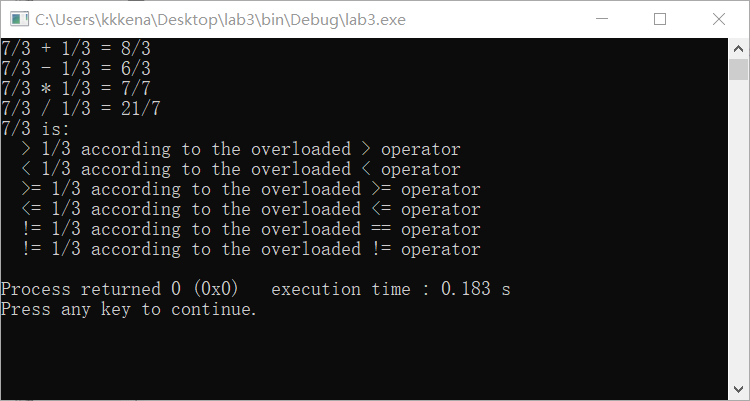 C:\Users\kkkena\Desktop\lab3\bin\Debug\lab3.exe
7/3 + 1/3 = 8/3
7/3 - 1/3 = 6/3
7/3 * 1/3 = 7/7
7/3 / 1/3 = 21/7
7/3 is:
  > 1/3 according to the overloaded > operator
  < 1/3 according to the overloaded < operator
  >= 1/3 according to the overloaded >= operator
  <= 1/3 according to the overloaded <= operator
  != 1/3 according to the overloaded == operator
  != 1/3 according to the overloaded != operator
Process returned 0 (0x0)   execution time : 0.183 s
Press any key to continue.